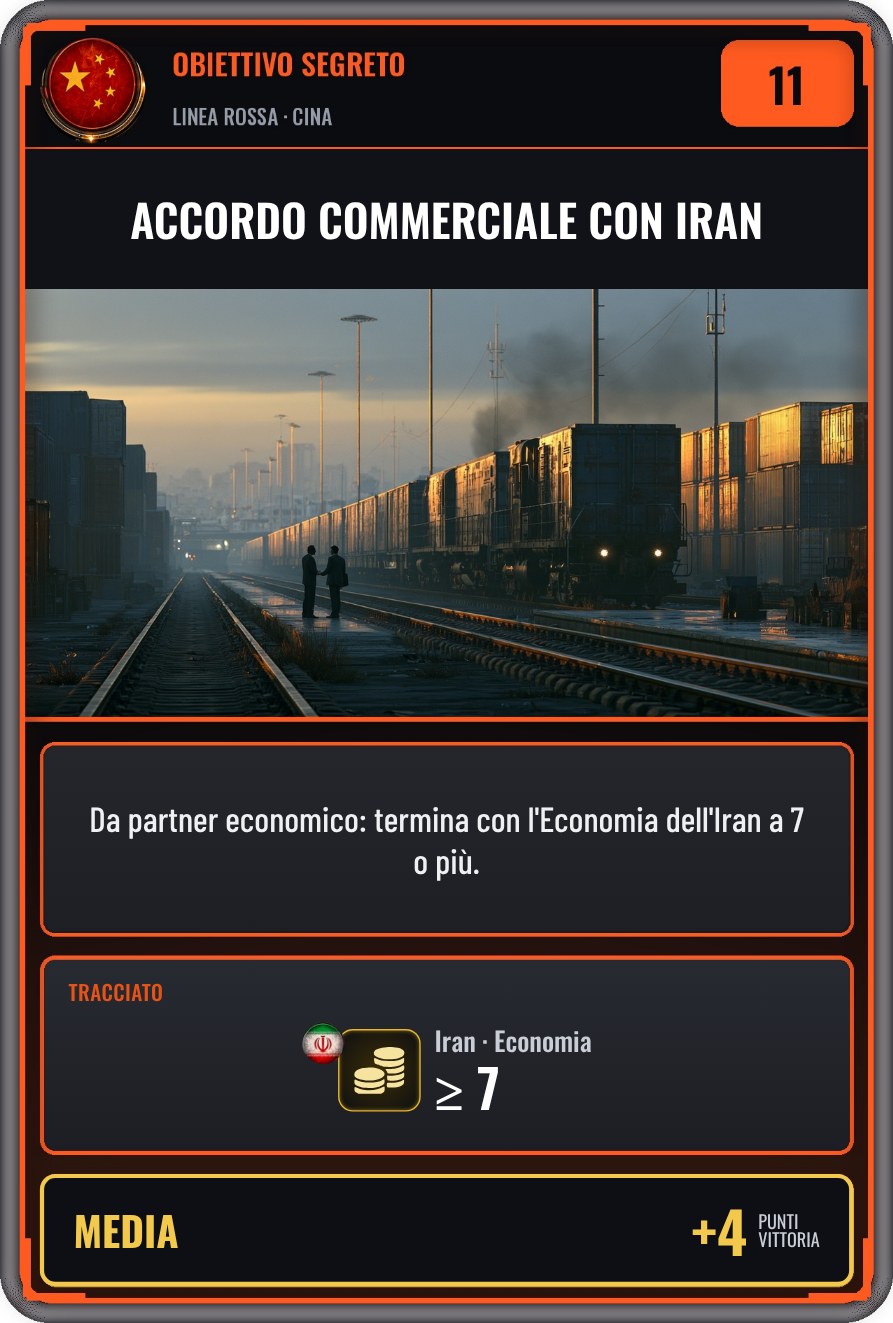 OBIETTIVO SEGRETO
LINEA ROSSA · CINA
11
ACCORDO COMMERCIALE CON IRAN
Da partner economico: termina con l'Economia dell'Iran a 7
o più.
TRACCIATO
Iran · Economia
≥ 7
MEDIA
+4 PUNTI
VITTORIA